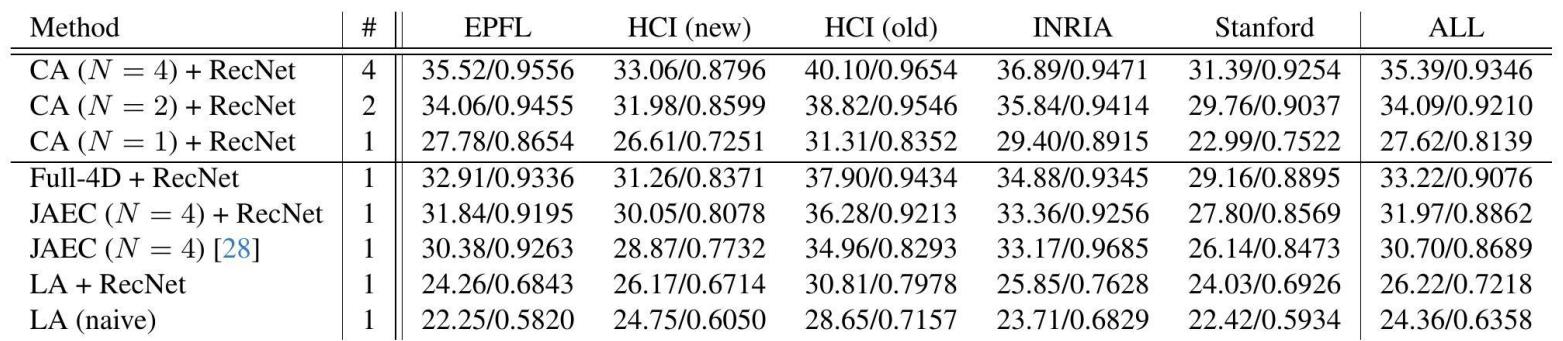 Method # EPFL HCI (new) HCI (old) INRIA Stanford ALL
CA (N = 4) + RecNet 4 35.52/0.9556 33.06/0.8796 40.10/0.9654 36.89/0.9471 31.39/0.9254 35.39/0.9346
CA (N = 2) + RecNet 2 34.06/0.9455 31.98/0.8599 38.82/0.9546 35.84/0.9414 29.76/0.9037 34.09/0.9210
CA (N = 1) + RecNet 1 27.78/0.8654 26.61/0.7251 31.31/0.8352 29.40/0.8915 22.99/0.7522 27.62/0.8139
Full-4D + RecNet 1 32.91/0.9336 31.26/0.8371 37.90/0.9434 34.88/0.9345 29.16/0.8895 33.22/0.9076
JAEC (N = 4) + RecNet 1 31.84/0.9195 30.05/0.8078 36.28/0.9213 33.36/0.9256 27.80/0.8569 31.97/0.8862
JAEC (N = 4) [28] 1 30.38/0.9263 28.87/0.7732 34.96/0.8293 33.17/0.9685 26.14/0.8473 30.70/0.8689
LA + RecNet 1 24.26/0.6843 26.17/0.6714 30.81/0.7978 25.85/0.7628 24.03/0.6926 26.22/0.7218
LA (naive) 1 22.25/0.5820 24.75/0.6050 28.65/0.7157 23.71/0.6829 22.42/0.5934 24.36/0.6358